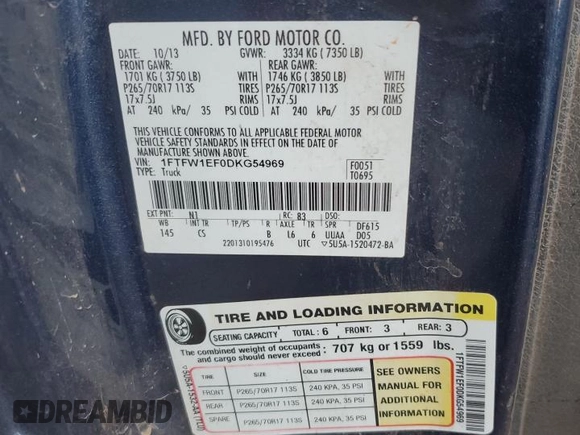 MFD. BY FORD MOTOR CO.
DATE: 10/13 GVWR: 3334 KG ( 7350 LB)
FRONT GAWR: REAR GAWR:
1701 KG ( 3750 LB) WITH 1746 KG ( 3850 LB) WITH
P265/70R17 113S TIRES P265/70R17 113S TIRES
17x7.5J RIMS 17x7.5J RIMS
AT 240 kPa/ 35 PSI COLD AT 240 kPa/ 35 PSI COLD
THIS VEHICLE CONFORMS TO ALL APPLICABLE FEDERAL MOTOR
VEHICLE SAFETY STANDARDS IN EFFECT ON THE DATE OF
MANUFACTURE SHOWN ABOVE.
VIN: 1FTFW1EF0DKG54969
TYPE: Truck
F0051
T0695
EXT PNT: N1 RC: 83 DSO:
WB INT TR TP/PS R AXLE TR SPR DF615
145 CS B L6 6 UUAA D05
2201310195476 UTC ▽5U5A-1520472-BA
TIRE AND LOADING INFORMATION
SEATING CAPACITY TOTAL: 6 FRONT: 3 REAR: 3
The combined weight of occupants
and cargo should never exceed: 707 kg or 1559 lbs.
TIRE SIZE COLD TIRE PRESSURE
FRONT P265/70R17 113S 240 KPA, 35 PSI
REAR P265/70R17 113S 240 KPA, 35 PSI
SPARE P265/70R17 113S 240 KPA, 35 PSI
SEE OWNERS
MANUAL FOR
ADDITIONAL
INFORMATION
1FTFW1EF0DKG54969
DREAMBID